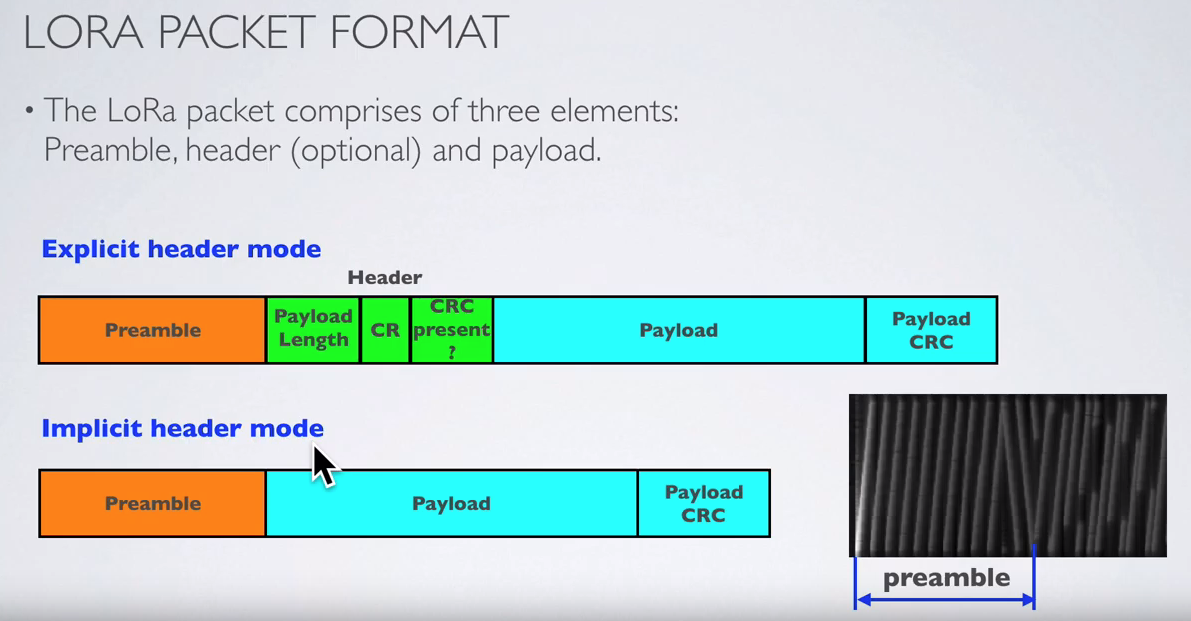 LORA PACKET FORMAT
• The LoRa packet comprises of three elements:
Preamble, header (optional) and payload.
Explicit header mode
Header
Preamble
Payload
Length
CR
CRC
present
?
Payload
Payload
CRC
Implicit header mode
Preamble
Payload
Payload
CRC
preamble